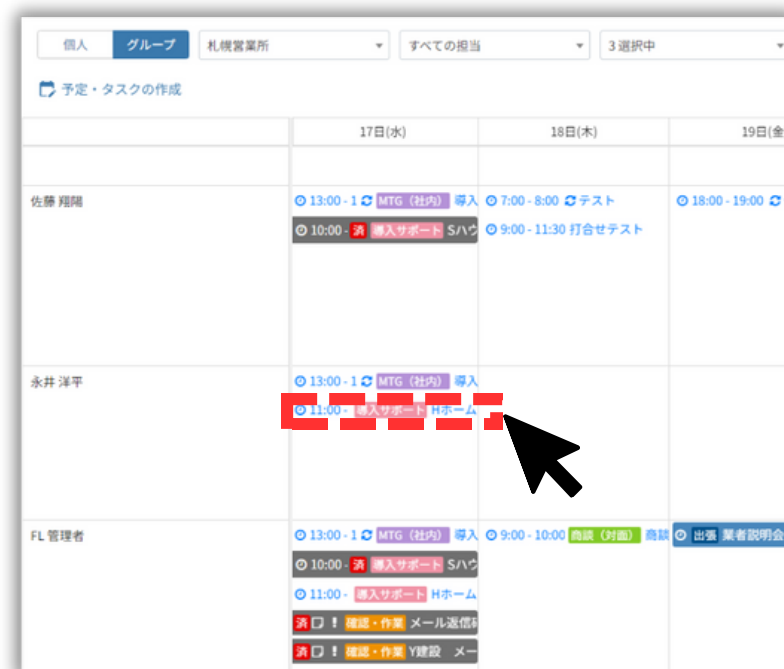 個人 グループ 札幌営業所 すべての担当 3 選択中
予定・タスクの作成
17日(水) 18日(木) 19日(金
佐藤 翔陽 13:00 - 1 MTG（社内） 導入 7:00 - 8:00 テスト 18:00 - 19:00
10:00 - 済 導入サポート Sハウ 9:00 - 11:30 打合せテスト
永井 洋平 13:00 - 1 MTG（社内） 導入
11:00 - 導入サポート Hホーム
FL 管理者 13:00 - 1 MTG（社内） 導入 9:00 - 10:00 商談（対面） 商談 出張 業者説明会
10:00 - 済 導入サポート Sハウ
11:00 - 導入サポート Hホーム
済 ! 確認・作業 メール返信
済 ! 確認・作業 Y建設 メー